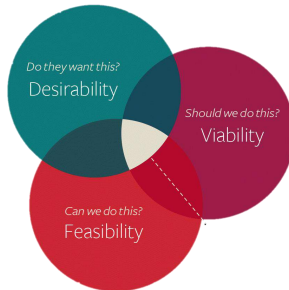 Do they want this?
Desirability
Should we do this?
Viability
Can we do this?
Feasibility